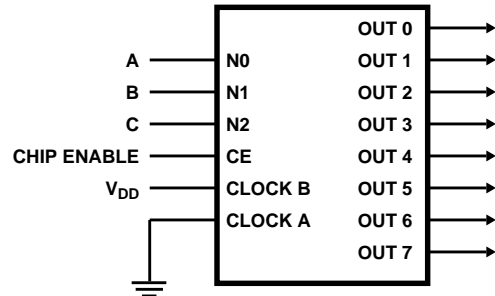 OUT 0
A N0 OUT 1
B N1 OUT 2
C N2 OUT 3
CHIP ENABLE CE OUT 4
VDD CLOCK B OUT 5
CLOCK A OUT 6
OUT 7